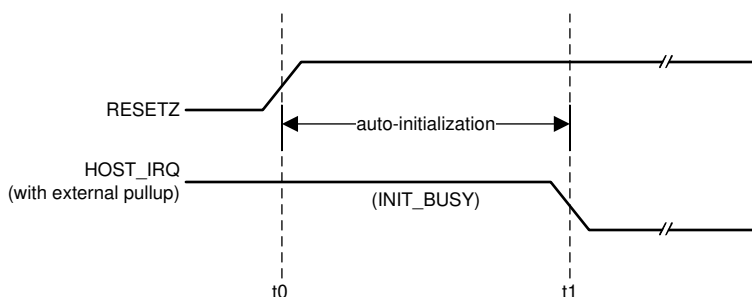 RESETZ
auto-initialization
HOST_IRQ
(with external pullup)
(INIT_BUSY)
t0
t1